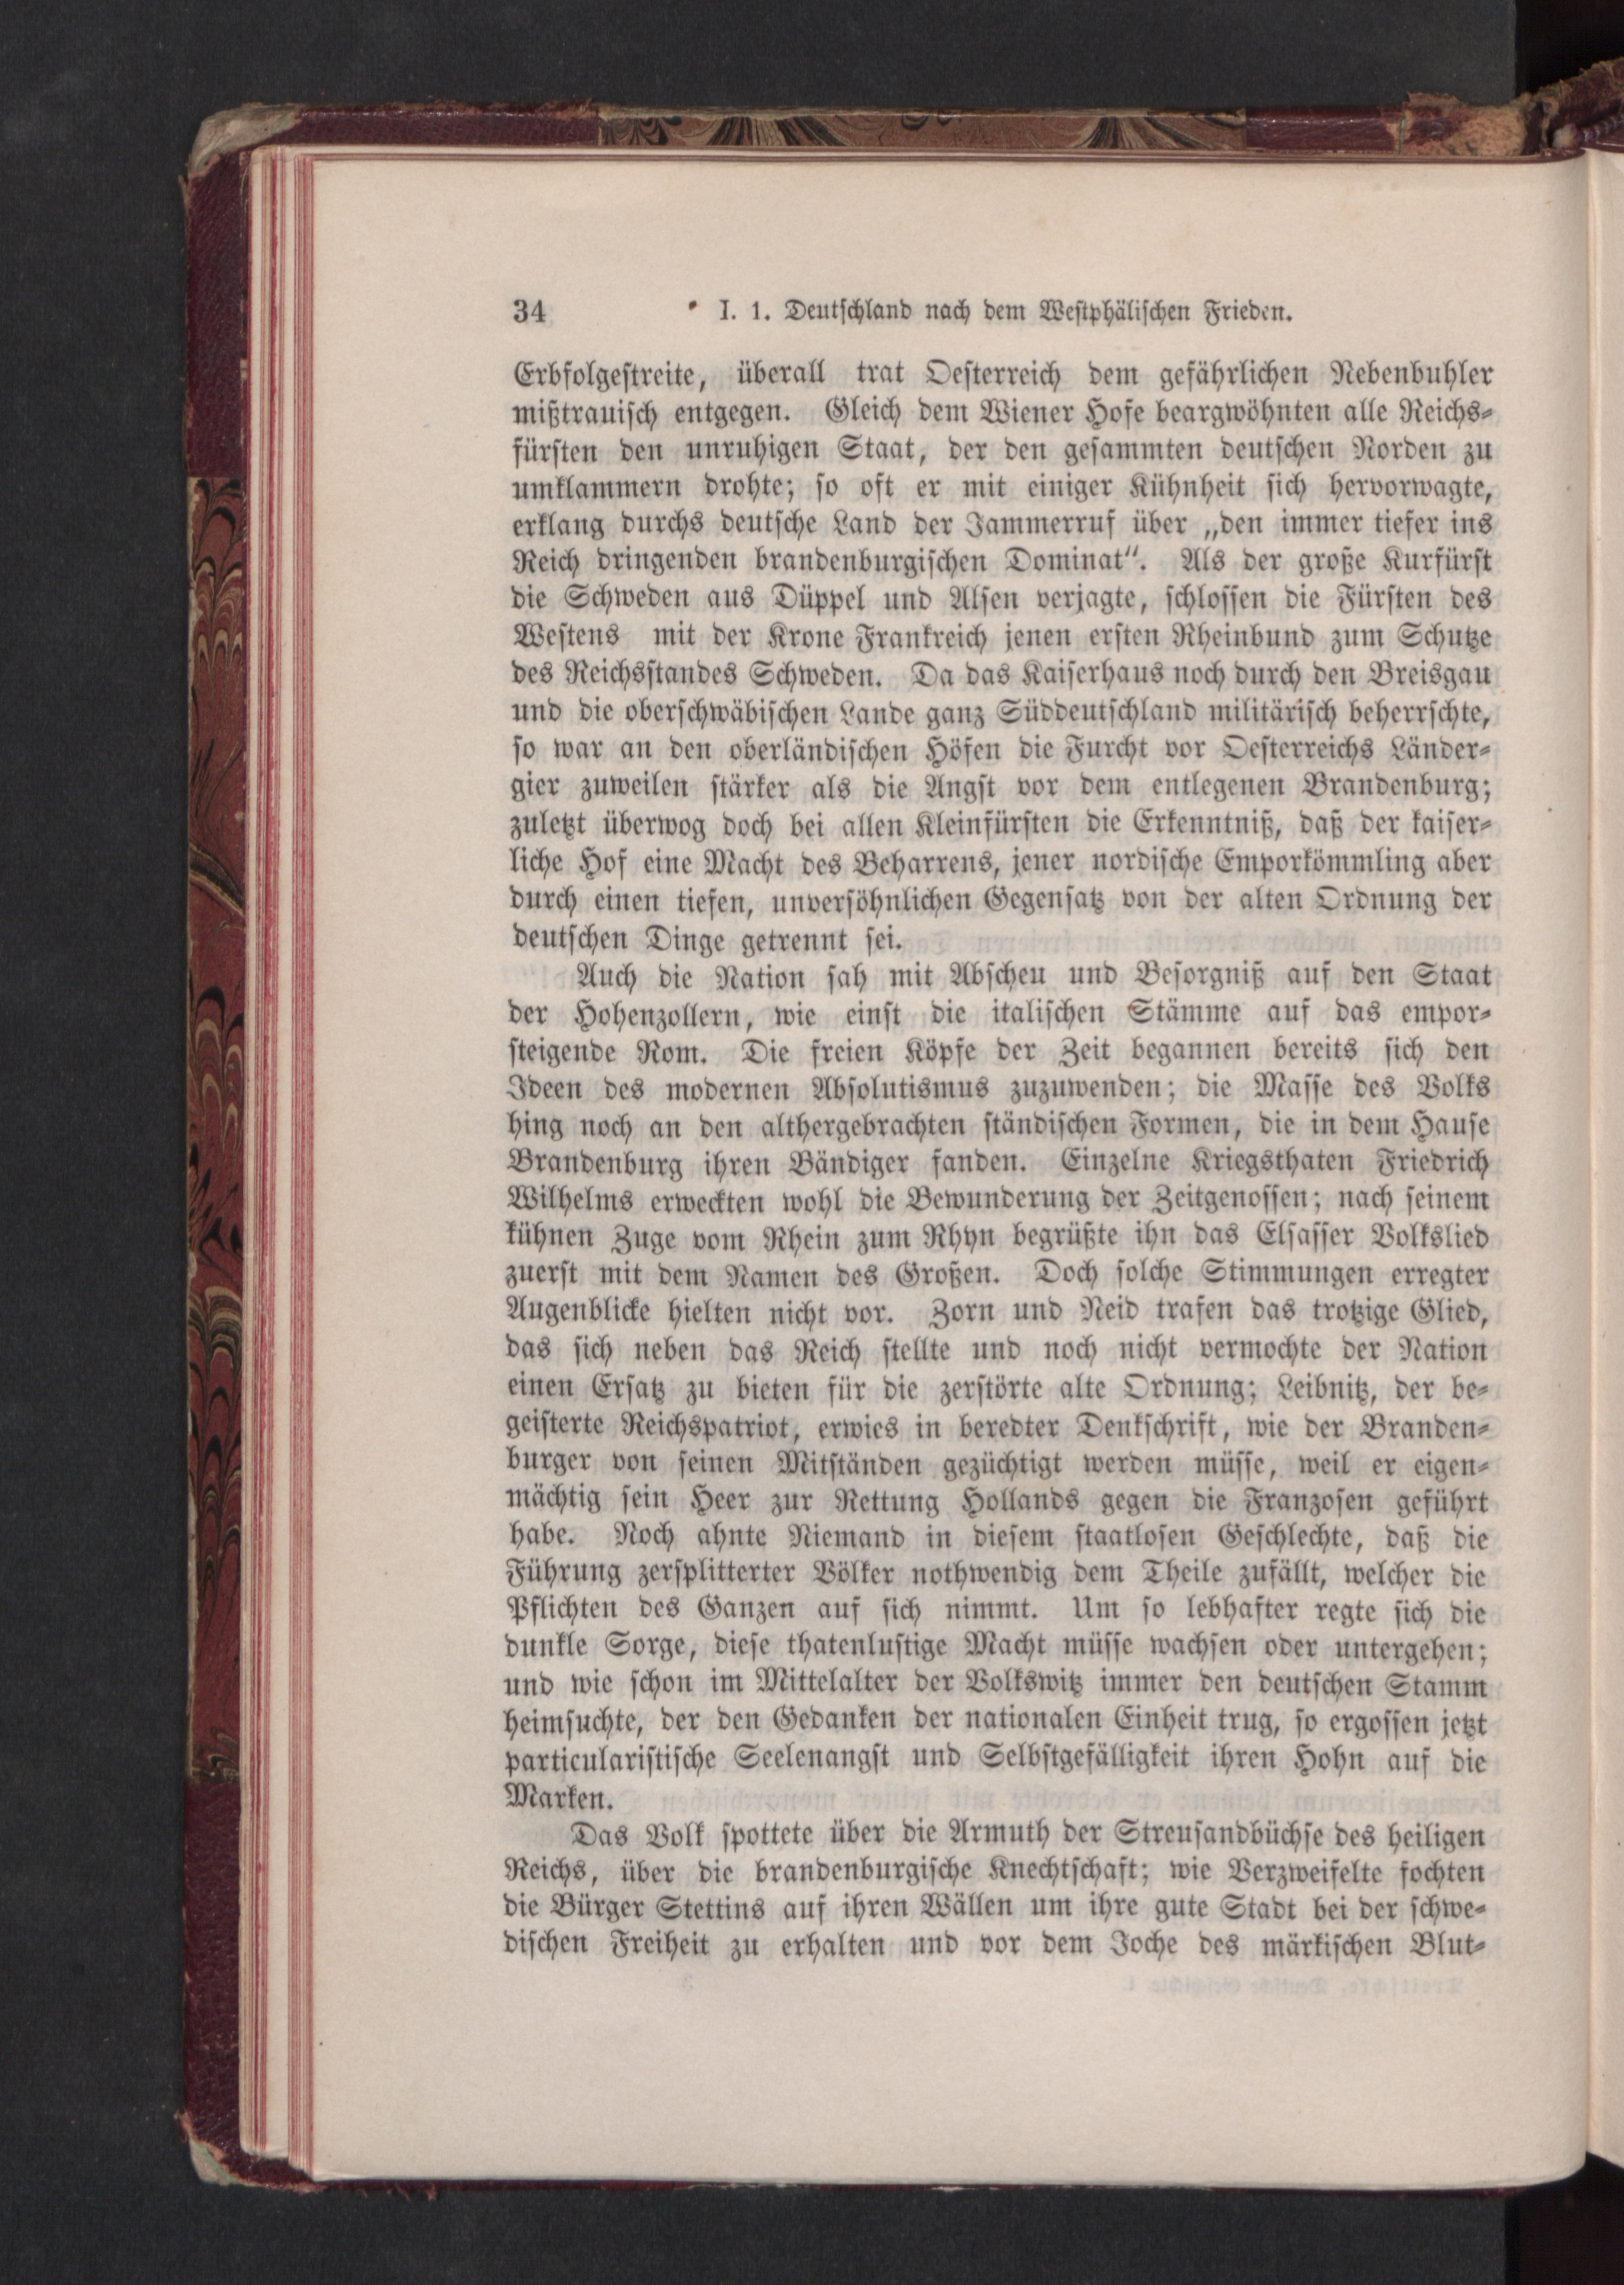 34 I. 1. Deutschland nach dem Westphälischen Frieden.
Erbfolgestreite, überall trat Oesterreich dem gefährlichen Nebenbuhler
mißtrauisch entgegen. Gleich dem Wiener Hofe beargwöhnten alle Reichs-
fürsten den unruhigen Staat, der den gesammten deutschen Norden zu
umklammern drohte; so oft er mit einiger Kühnheit sich hervorwagte,
erklang durchs deutsche Land der Jammerruf über „den immer tiefer ins
Reich dringenden brandenburgischen Dominat“. Als der große Kurfürst
die Schweden aus Düppel und Alsen verjagte, schlossen die Fürsten des
Westens mit der Krone Frankreich jenen ersten Rheinbund zum Schutze
des Reichsstandes Schweden. Da das Kaiserhaus noch durch den Breisgau
und die oberschwäbischen Lande ganz Süddeutschland militärisch beherrschte,
so war an den oberländischen Höfen die Furcht vor Oesterreichs Länder-
gier zuweilen stärker als die Angst vor dem entlegenen Brandenburg;
zuletzt überwog doch bei allen Kleinfürsten die Erkenntniß, daß der kaiser-
liche Hof eine Macht des Beharrens, jener nordische Emporkömmling aber
durch einen tiefen, unversöhnlichen Gegensatz von der alten Ordnung der
deutschen Dinge getrennt sei.
Auch die Nation sah mit Abscheu und Besorgniß auf den Staat
der Hohenzollern, wie einst die italischen Stämme auf das empor-
steigende Rom. Die freien Köpfe der Zeit begannen bereits sich den
Ideen des modernen Absolutismus zuzuwenden; die Masse des Volks
hing noch an den althergebrachten ständischen Formen, die in dem Hause
Brandenburg ihren Bändiger fanden. Einzelne Kriegsthaten Friedrich
Wilhelms erweckten wohl die Bewunderung der Zeitgenossen; nach seinem
kühnen Zuge vom Rhein zum Rhyn begrüßte ihn das Elsasser Volkslied
zuerst mit dem Namen des Großen. Doch solche Stimmungen erregter
Augenblicke hielten nicht vor. Zorn und Neid trafen das trotzige Glied,
das sich neben das Reich stellte und noch nicht vermochte der Nation
einen Ersatz zu bieten für die zerstörte alte Ordnung; Leibnitz, der be-
geisterte Reichspatriot, erwies in beredter Denkschrift, wie der Branden-
burger von seinen Mitständen gezüchtigt werden müsse, weil er eigen-
mächtig sein Heer zur Rettung Hollands gegen die Franzosen geführt
habe. Noch ahnte Niemand in diesem staatlosen Geschlechte, daß die
Führung zersplitterter Völker nothwendig dem Theile zufällt, welcher die
Pflichten des Ganzen auf sich nimmt. Um so lebhafter regte sich die
dunkle Sorge, diese thatenlustige Macht müsse wachsen oder untergehen;
und wie schon im Mittelalter der Volkswitz immer den deutschen Stamm
heimsuchte, der den Gedanken der nationalen Einheit trug, so ergossen jetzt
particularistische Seelenangst und Selbstgefälligkeit ihren Hohn auf die
Marken.
Das Volk spottete über die Armuth der Streusandbüchse des heiligen
Reichs, über die brandenburgische Knechtschaft; wie Verzweifelte fochten
die Bürger Stettins auf ihren Wällen um ihre gute Stadt bei der schwe-
dischen Freiheit zu erhalten und vor dem Joche des märkischen Blut-